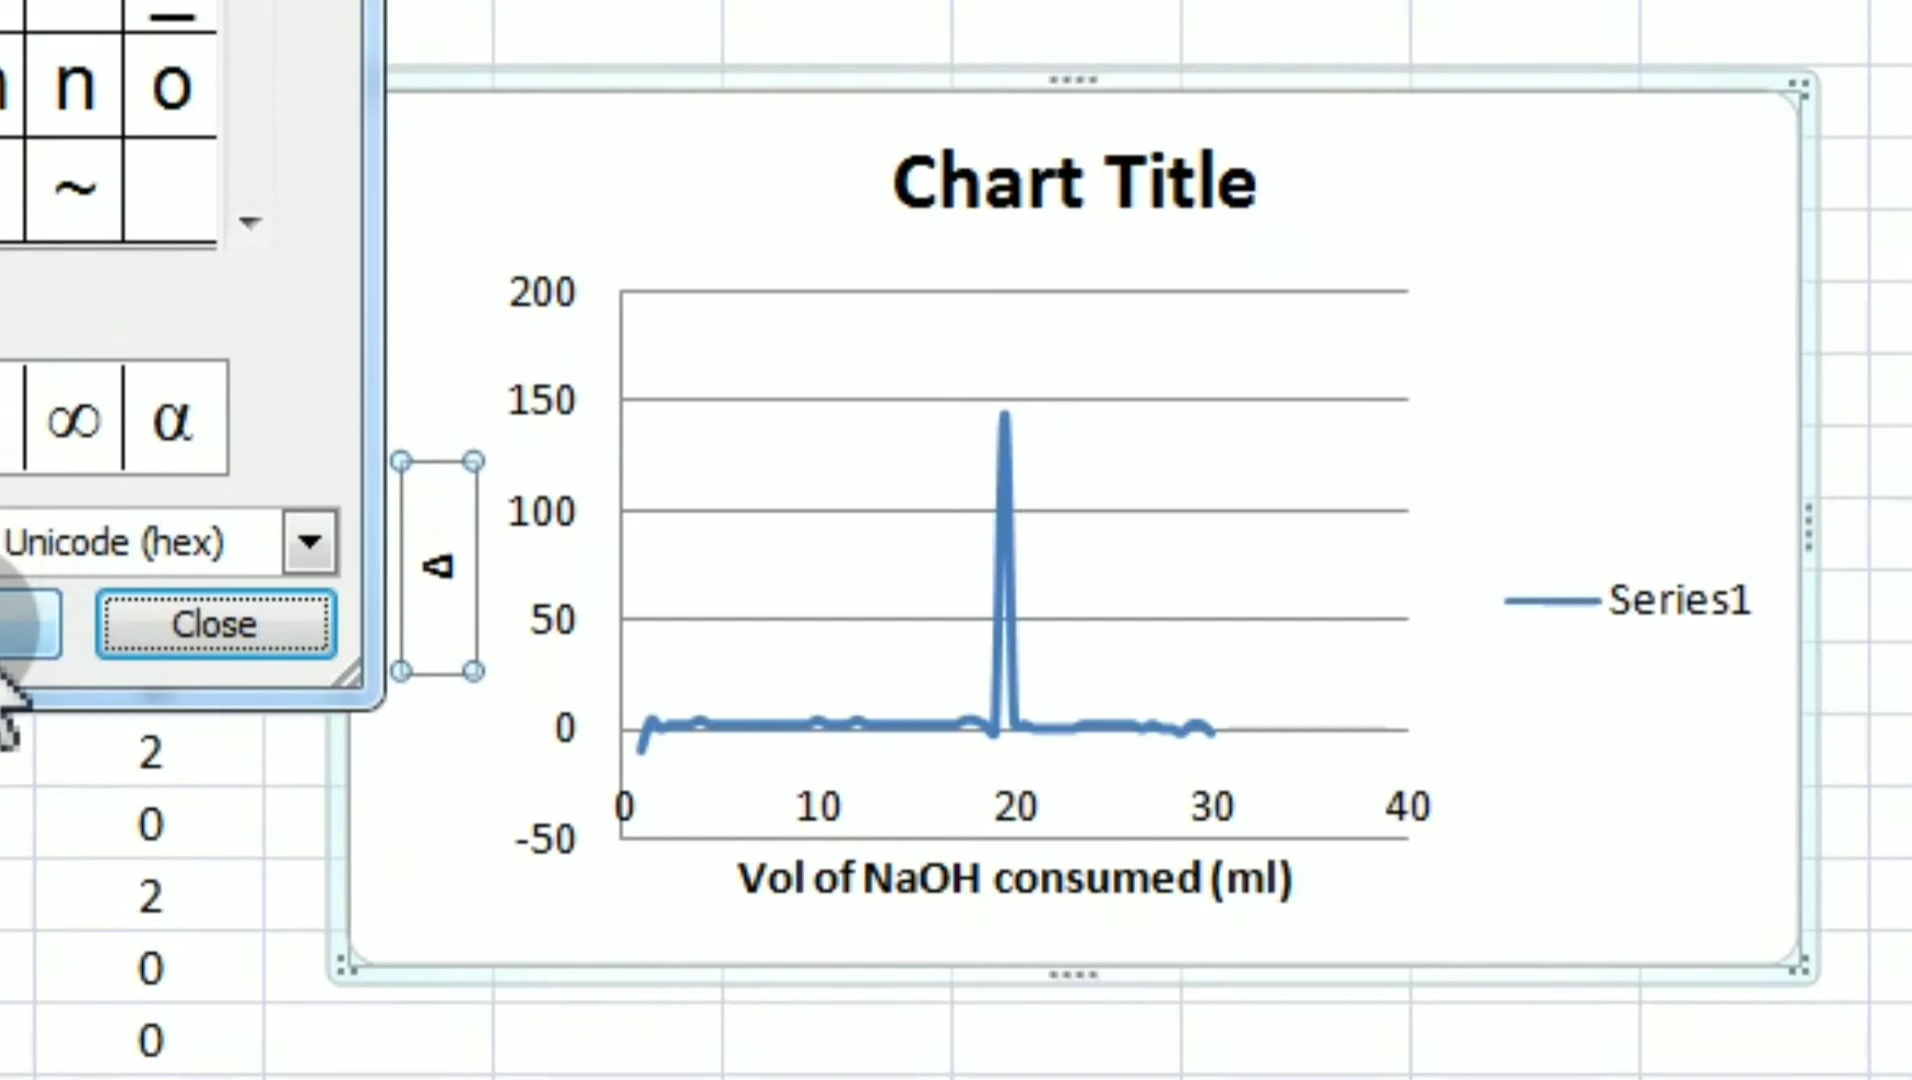 n o
~
∞ α
Unicode (hex)
Close
2
0
2
0
0
Chart Title
200
150
100
50
0
-50
0 10 20 30 40
Δ
Vol of NaOH consumed (ml)
Series1